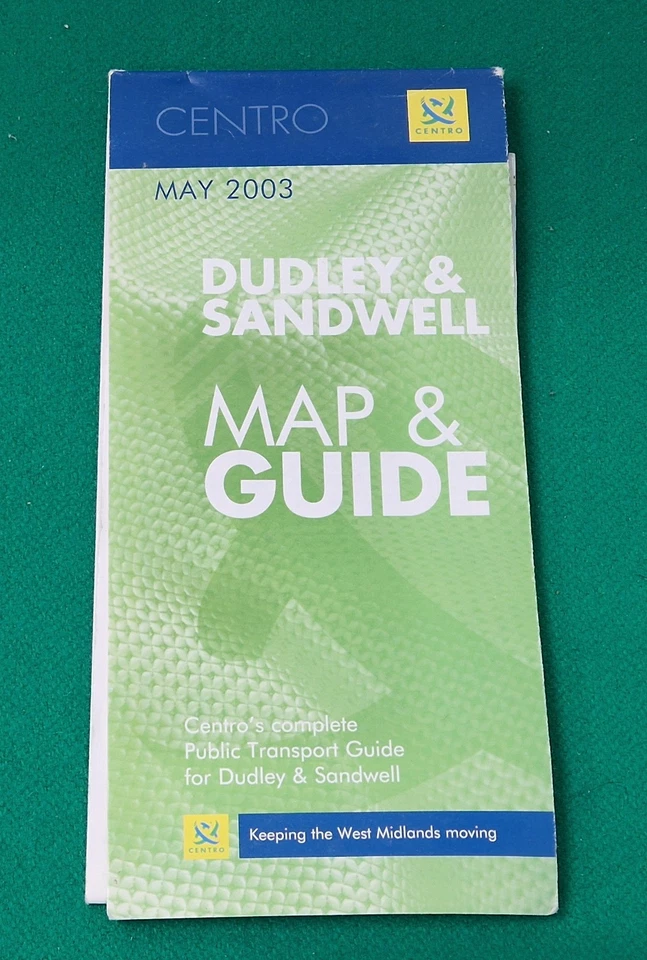 CENTRO
CENTRO
MAY 2003
DUDLEY &
SANDWELL
MAP &
GUIDE
Centro's complete
Public Transport Guide
for Dudley & Sandwell
CENTRO
Keeping the West Midlands moving